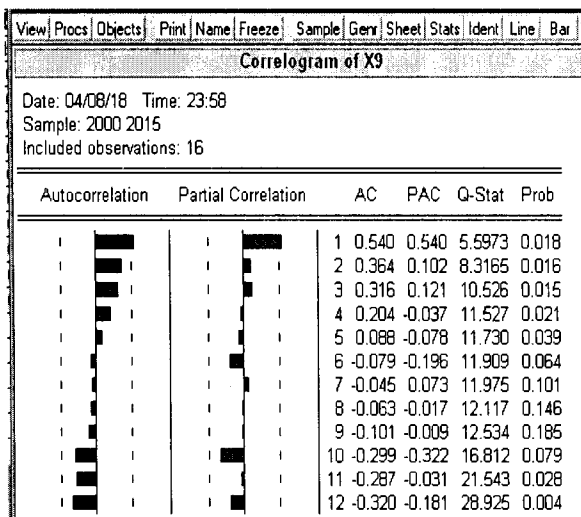 View Procs Objects Print Name Freeze Sample Genr Sheet Stats Ident Line Bar
Correlogram of X9
Date: 04/08/18 Time: 23:58
Sample: 2000 2015
Included observations: 16
Autocorrelation Partial Correlation AC PAC Q-Stat Prob
1 0.540 0.540 5.5973 0.018
2 0.364 0.102 8.3165 0.016
3 0.316 0.121 10.526 0.015
4 0.204 -0.037 11.527 0.021
5 0.088 -0.078 11.730 0.039
6 -0.079 -0.196 11.909 0.064
7 -0.045 0.073 11.975 0.101
8 -0.063 -0.017 12.117 0.146
9 -0.101 -0.009 12.534 0.185
10 -0.299 -0.322 16.812 0.079
11 -0.287 -0.031 21.543 0.028
12 -0.320 -0.181 28.925 0.004